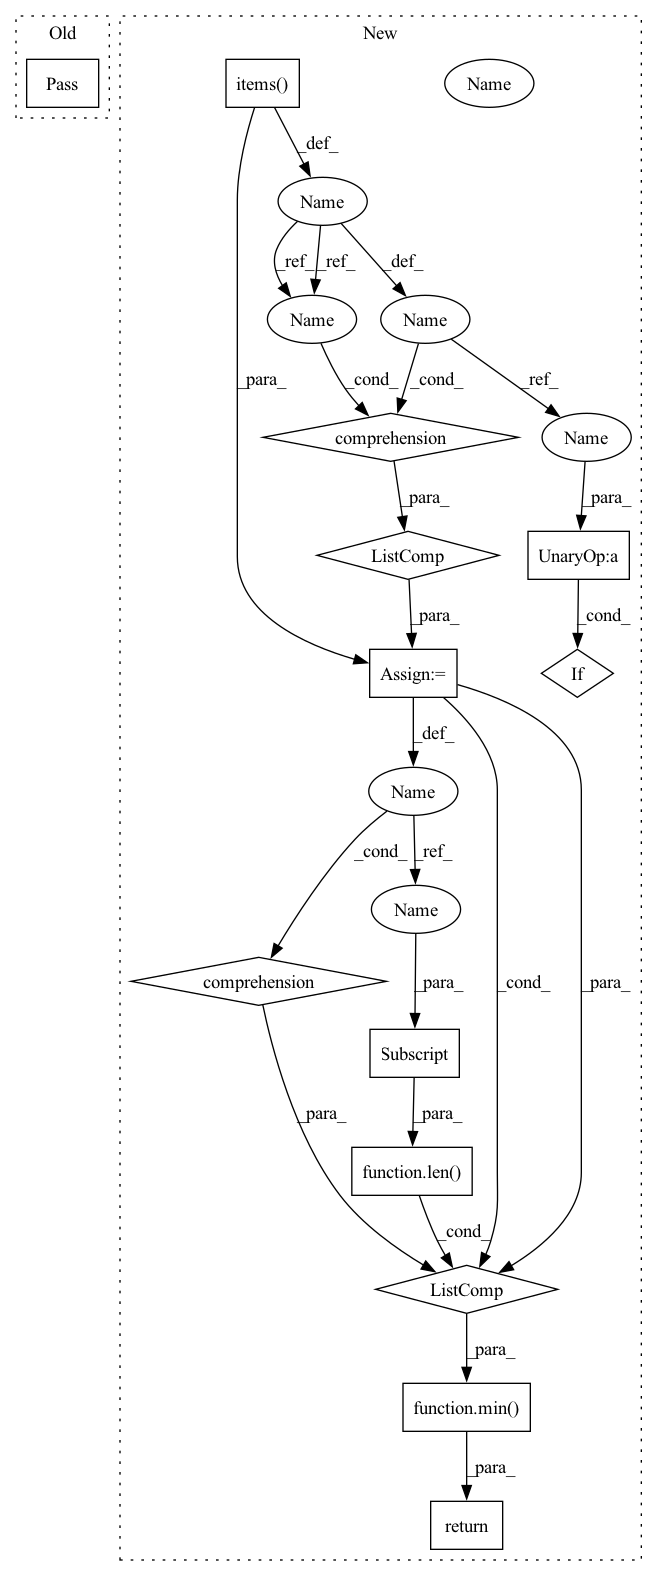 Old
New
Pass
items()
Name
_def_
Name
_ref_
_ref_
_def_
Name
Name
_para_
_cond_
_cond_
_ref_
comprehension
Name
_para_
_para_
ListComp
UnaryOp:a
_para_
_cond_
Assign:=
If
_def_
Name
_cond_
_ref_
Name
comprehension
_para_
_cond_
_para_
Subscript
_para_
_para_
function.len()
_cond_
ListComp
_para_
function.min()
_para_
return